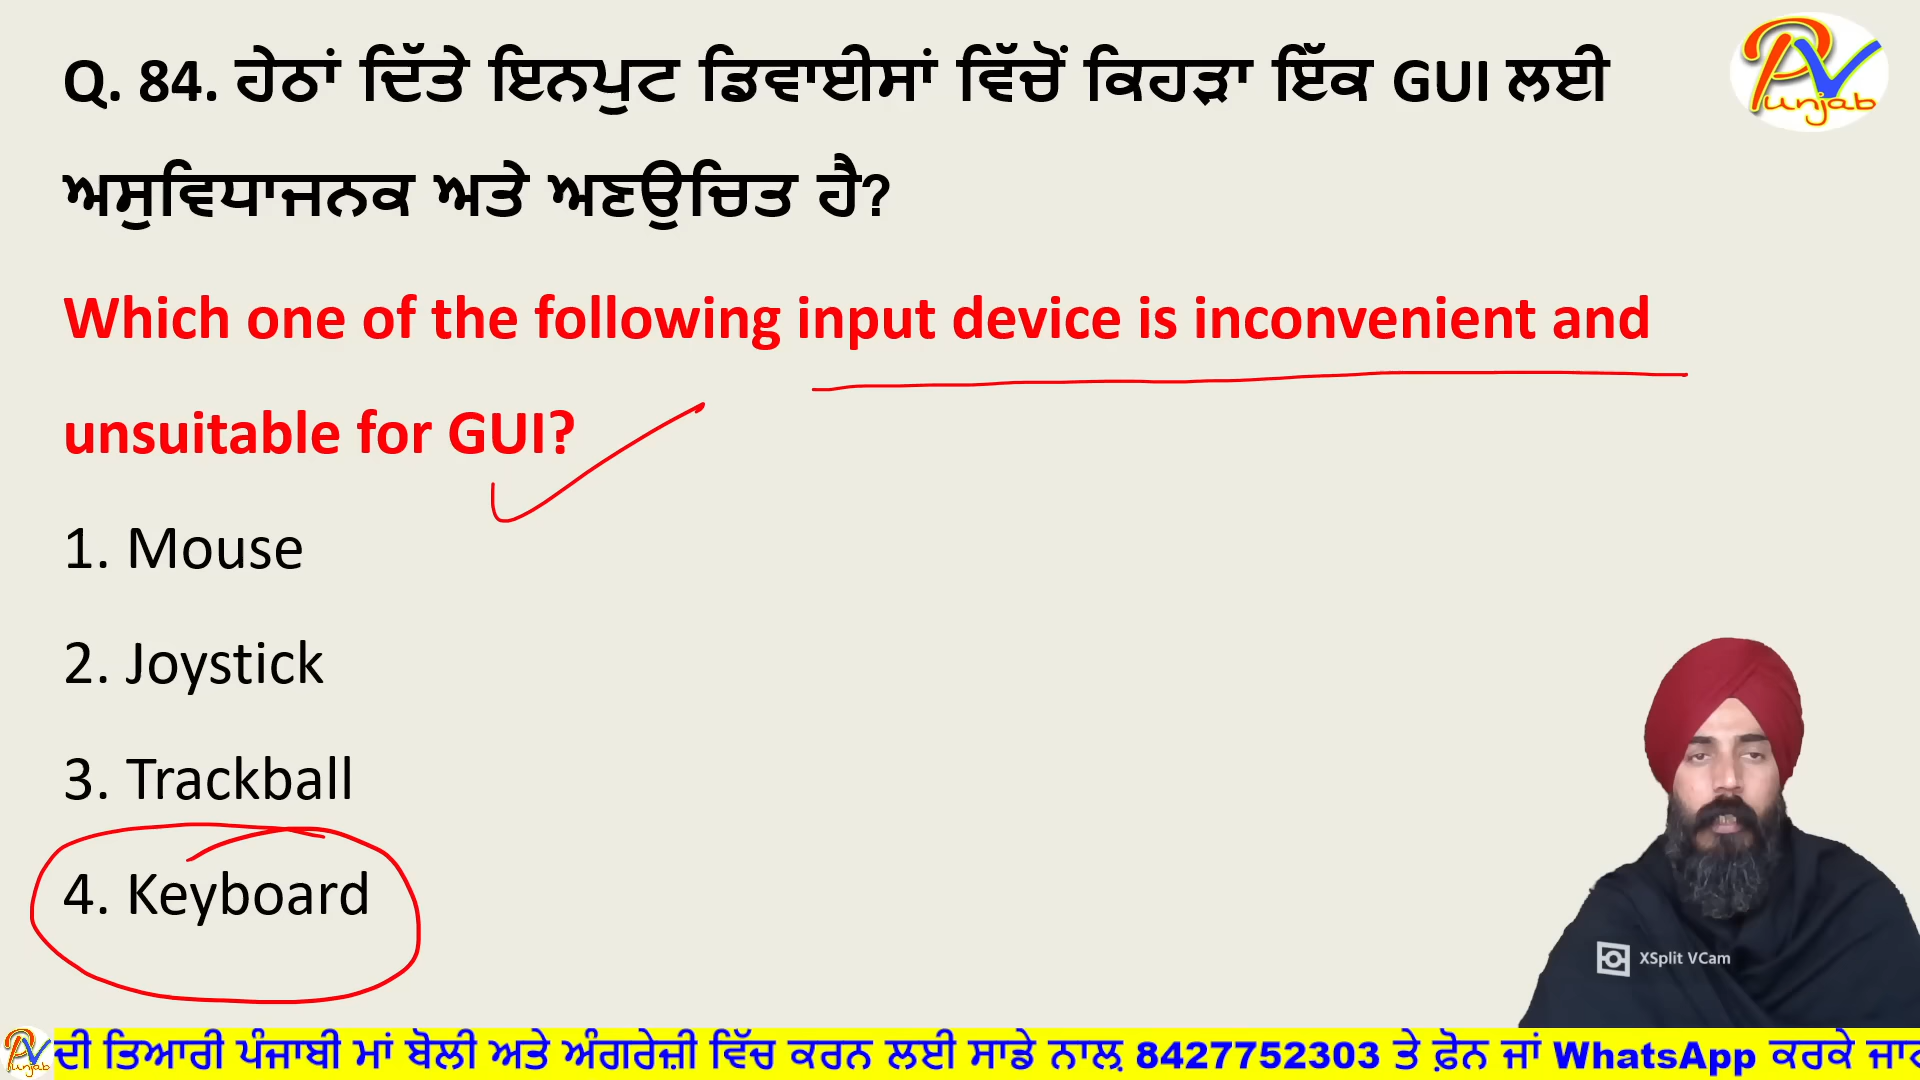 Q. 84. ਹੇਠਾਂ ਦਿੱਤੇ ਇਨਪੁਟ ਡਿਵਾਈਸਾਂ ਵਿੱਚੋਂ ਕਿਹੜਾ ਇੱਕ GUI ਲਈ
ਅਸੁਵਿਧਾਜਨਕ ਅਤੇ ਅਣਉਚਿਤ ਹੈ?
Which one of the following input device is inconvenient and
unsuitable for GUI?
1. Mouse
2. Joystick
3. Trackball
4. Keyboard
PV
unjab
XSplit VCam
ਦੀ ਤਿਆਰੀ ਪੰਜਾਬੀ ਮਾਂ ਬੋਲੀ ਅਤੇ ਅੰਗਰੇਜ਼ੀ ਵਿੱਚ ਕਰਨ ਲਈ ਸਾਡੇ ਨਾਲ਼ 8427752303 ਤੇ ਫ਼ੋਨ ਜਾਂ WhatsApp ਕਰਕੇ